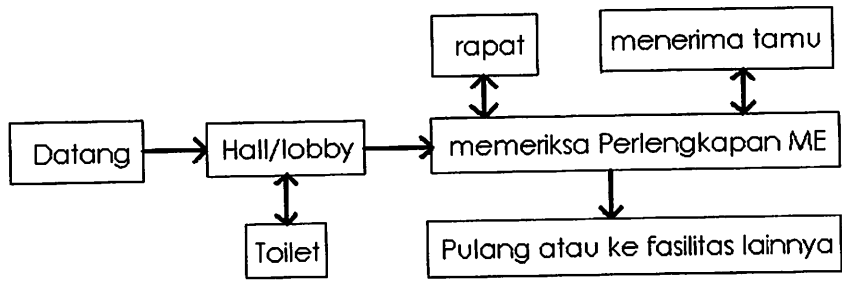 rapat
menerima tamu
Datang
Hall/lobby
memeriksa Perlengkapan ME
Toilet
Pulang atau ke fasilitas lainnya